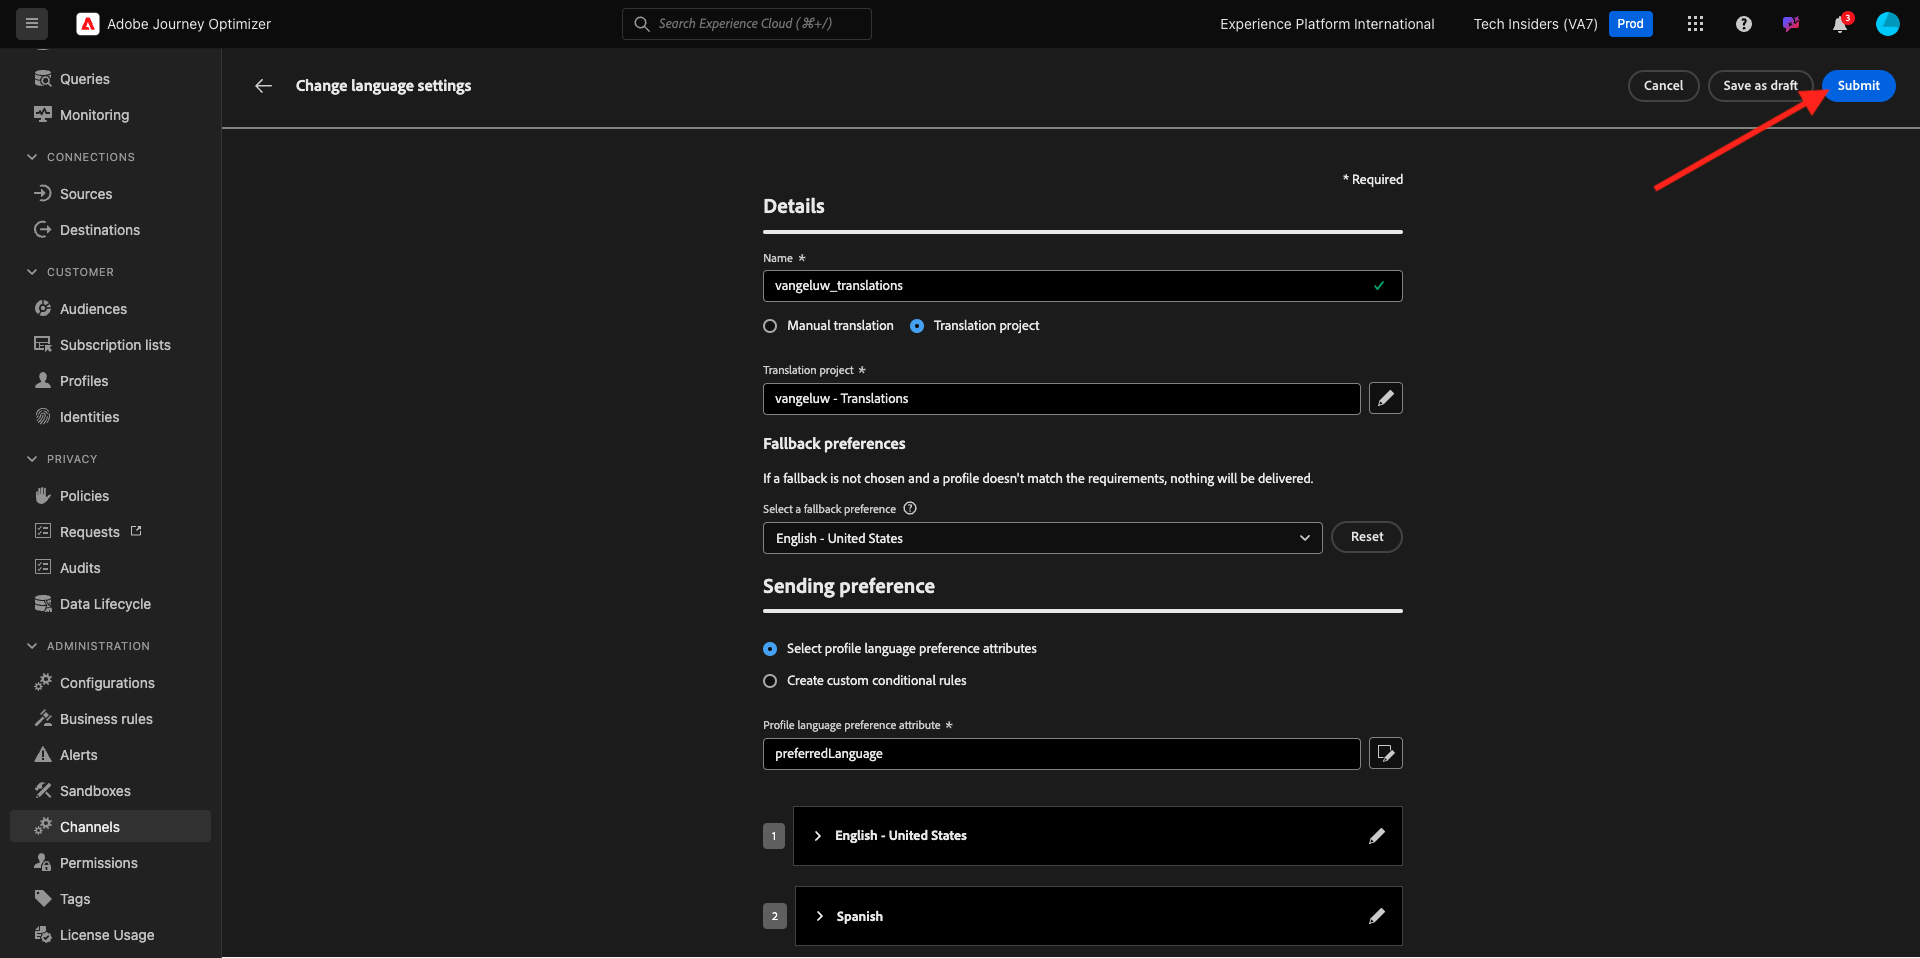 Adobe Journey Optimizer
Search Experience Cloud (⌘+/)
Experience Platform International
Tech Insiders (VA7)
Prod
3
Queries
Monitoring
CONNECTIONS
Sources
Destinations
CUSTOMER
Audiences
Subscription lists
Profiles
Identities
PRIVACY
Policies
Requests
Audits
Data Lifecycle
ADMINISTRATION
Configurations
Business rules
Alerts
Sandboxes
Channels
Permissions
Tags
License Usage
Change language settings
Cancel
Save as draft
Submit
* Required
Details
Name *
vangeluw_translations
Manual translation
Translation project
Translation project *
vangeluw - Translations
Fallback preferences
If a fallback is not chosen and a profile doesn't match the requirements, nothing will be delivered.
Select a fallback preference
English - United States
Reset
Sending preference
Select profile language preference attributes
Create custom conditional rules
Profile language preference attribute *
preferredLanguage
1
English - United States
2
Spanish